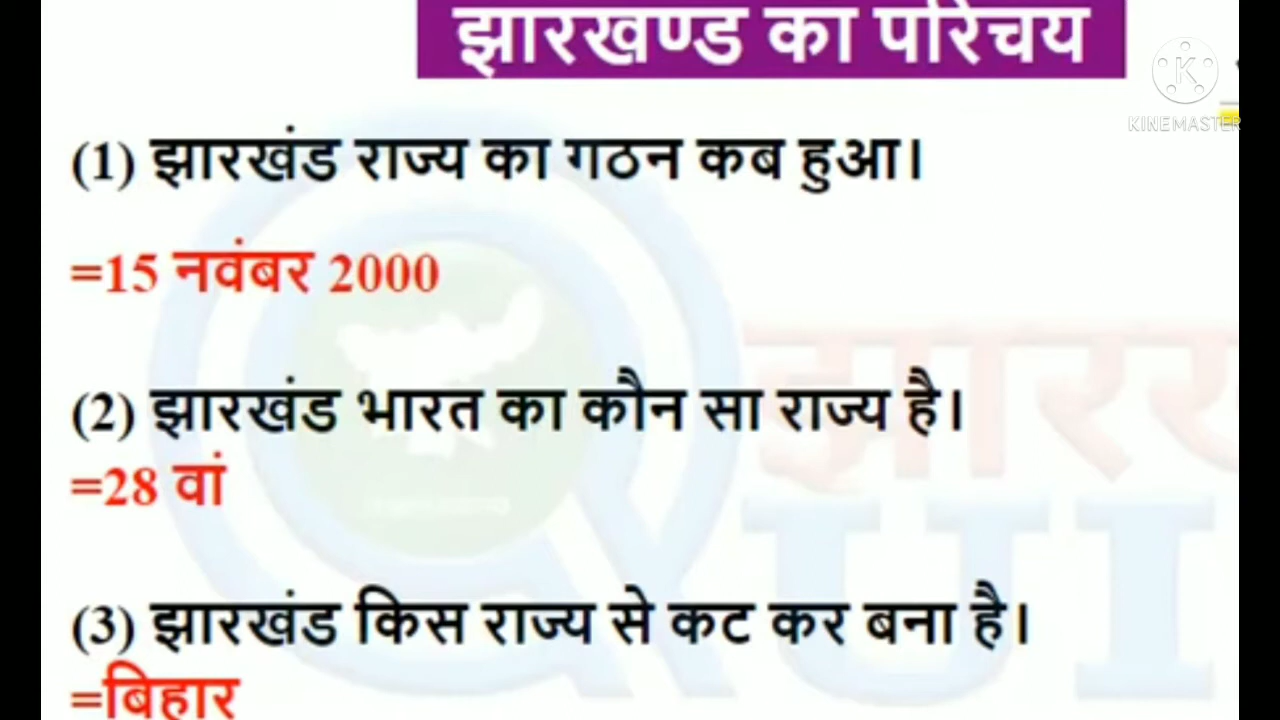 झारखण्ड का परिचय
KINEMASTER
(1) झारखंड राज्य का गठन कब हुआ।
=15 नवंबर 2000
(2) झारखंड भारत का कौन सा राज्य है।
=28 वां
(3) झारखंड किस राज्य से कट कर बना है।
=बिहार